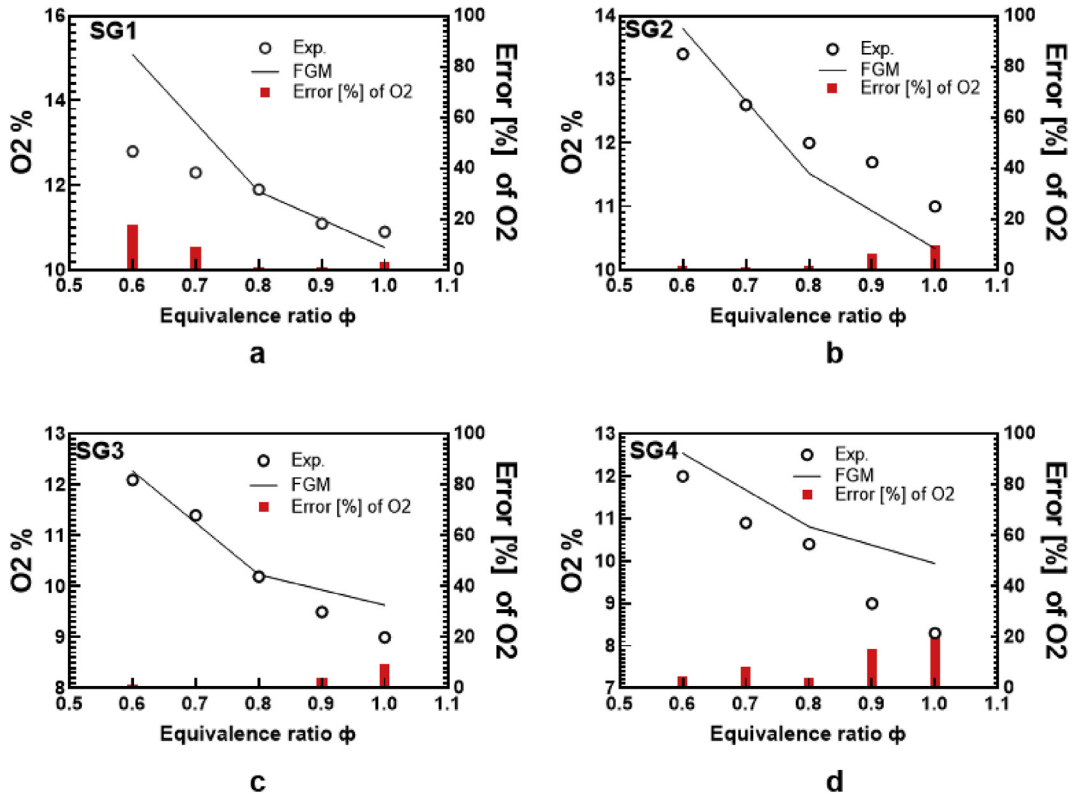 SG1
Exp.
FGM
Error [%] of O2
16
14
12
10
100
80
60
40
20
0
0.5 0.6 0.7 0.8 0.9 1.0 1.1
O2 %
Error [%] of O2
Equivalence ratio ф
a
SG2
Exp.
FGM
Error [%] of O2
14
13
12
11
10
100
80
60
40
20
0
0.5 0.6 0.7 0.8 0.9 1.0 1.1
O2 %
Error [%] of O2
Equivalence ratio ф
b
SG3
Exp.
FGM
Error [%] of O2
13
12
11
10
9
8
100
80
60
40
20
0
0.5 0.6 0.7 0.8 0.9 1.0 1.1
O2 %
Error [%] of O2
Equivalence ratio ф
c
SG4
Exp.
FGM
Error [%] of O2
13
12
11
10
9
8
7
100
80
60
40
20
0
0.5 0.6 0.7 0.8 0.9 1.0 1.1
O2 %
Error [%] of O2
Equivalence ratio ф
d